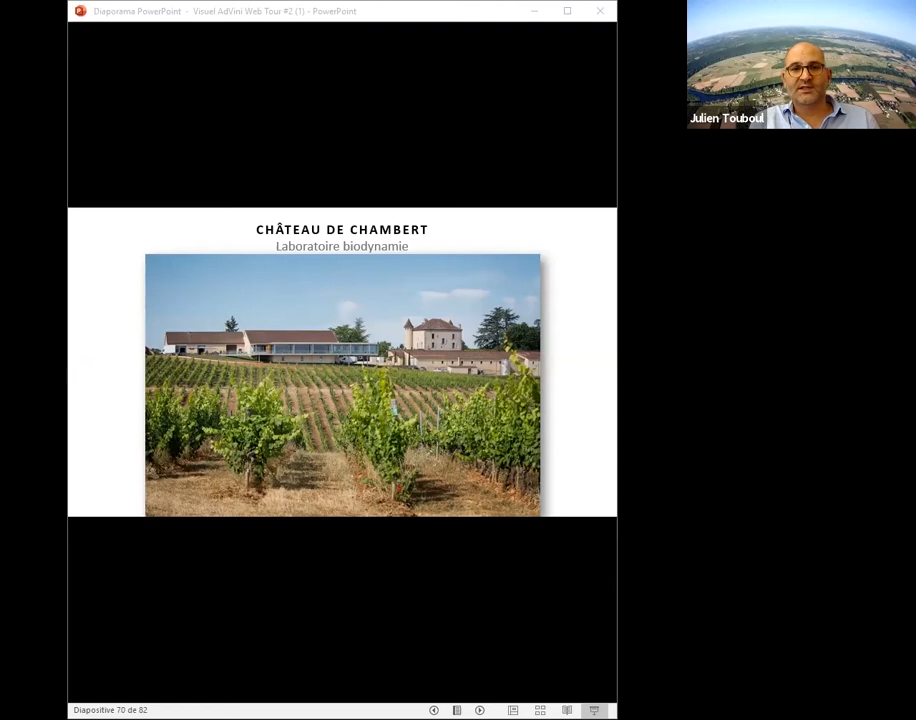 Diaporama PowerPoint - Visuel AdVini Web Tour #2 (1) - PowerPoint
Julien Touboul
CHÂTEAU DE CHAMBERT
Laboratoire biodynamie
Diapositive 70 de 82